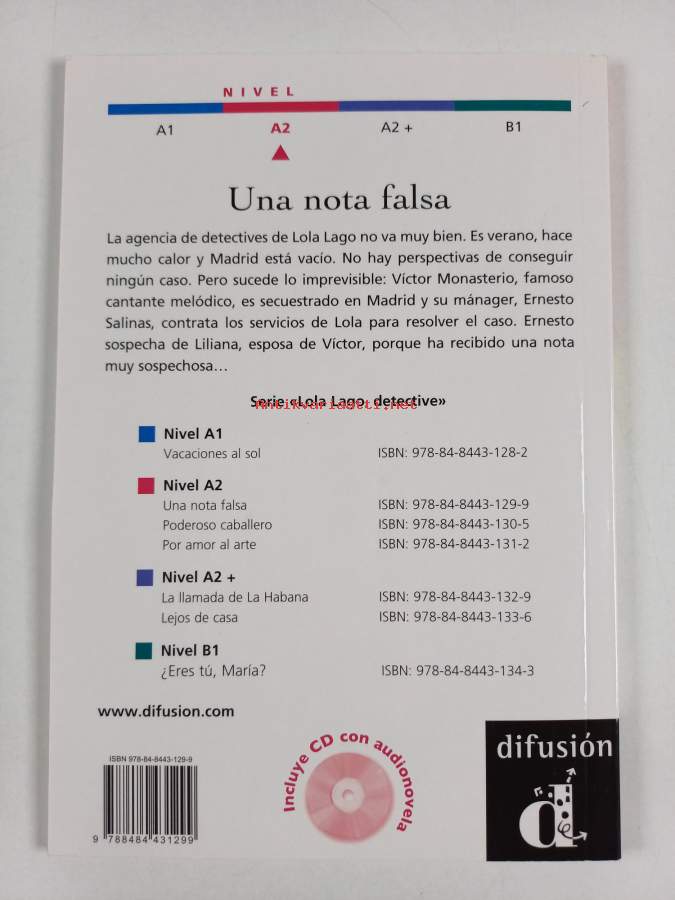 NIVEL
A1
A2
A2 +
B1
Una nota falsa
La agencia de detectives de Lola Lago no va muy bien. Es verano, hace
mucho calor y Madrid está vacío. No hay perspectivas de conseguir
ningún caso. Pero sucede lo imprevisible: Víctor Monasterio, famoso
cantante melódico, es secuestrado en Madrid y su mánager, Ernesto
Salinas, contrata los servicios de Lola para resolver el caso. Ernesto
sospecha de Liliana, esposa de Víctor, porque ha recibido una nota
muy sospechosa…
Serie «Lola Lago, detective»
Antikvariaatti.net
Nivel A1
Vacaciones al sol ISBN: 978-84-8443-128-2
Nivel A2
Una nota falsa ISBN: 978-84-8443-129-9
Poderoso caballero ISBN: 978-84-8443-130-5
Por amor al arte ISBN: 978-84-8443-131-2
Nivel A2 +
La llamada de La Habana ISBN: 978-84-8443-132-9
Lejos de casa ISBN: 978-84-8443-133-6
Nivel B1
¿Eres tú, María? ISBN: 978-84-8443-134-3
www.difusion.com
ISBN 978-84-8443-129-9
9 788484 431299
Incluye CD con audionovela
difusión
d